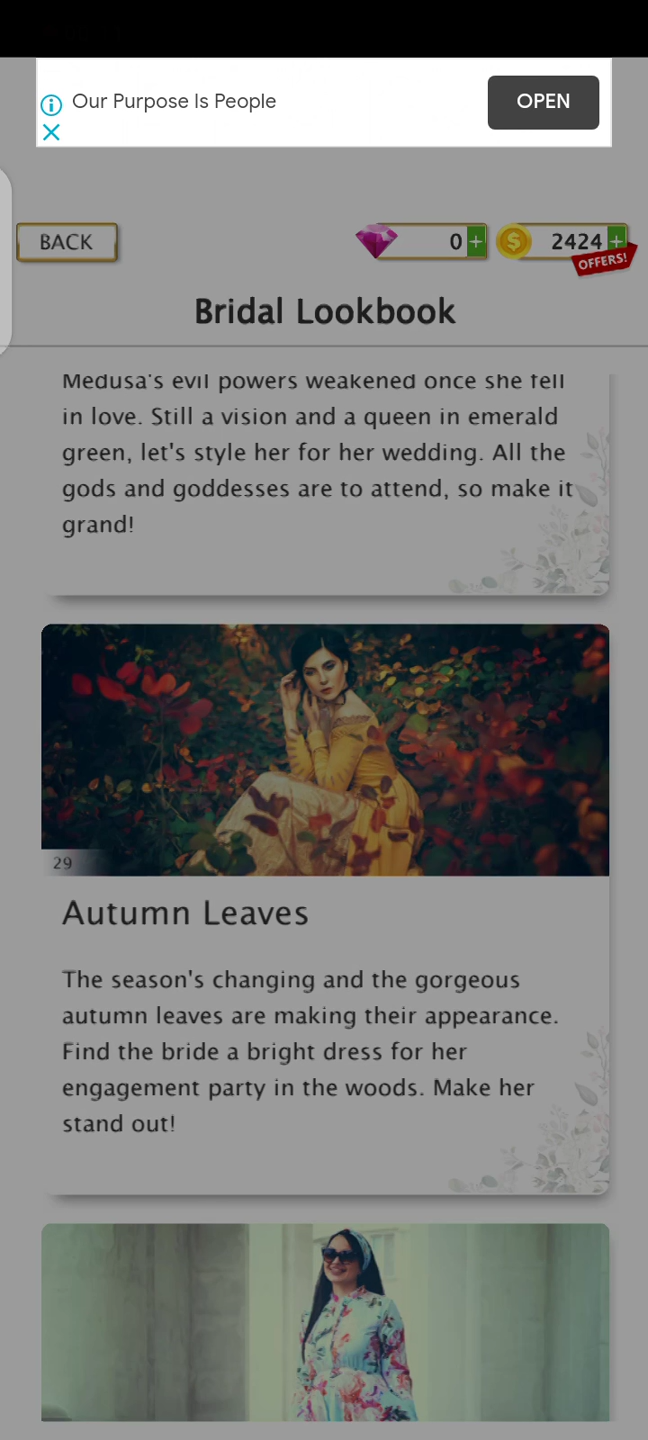 Our Purpose Is People
OPEN
BACK
0
+
$
2424
+
OFFERS!
Bridal Lookbook
Medusa's evil powers weakened once she fell
in love. Still a vision and a queen in emerald
green, let's style her for her wedding. All the
gods and goddesses are to attend, so make it
grand!
29
Autumn Leaves
The season's changing and the gorgeous
autumn leaves are making their appearance.
Find the bride a bright dress for her
engagement party in the woods. Make her
stand out!